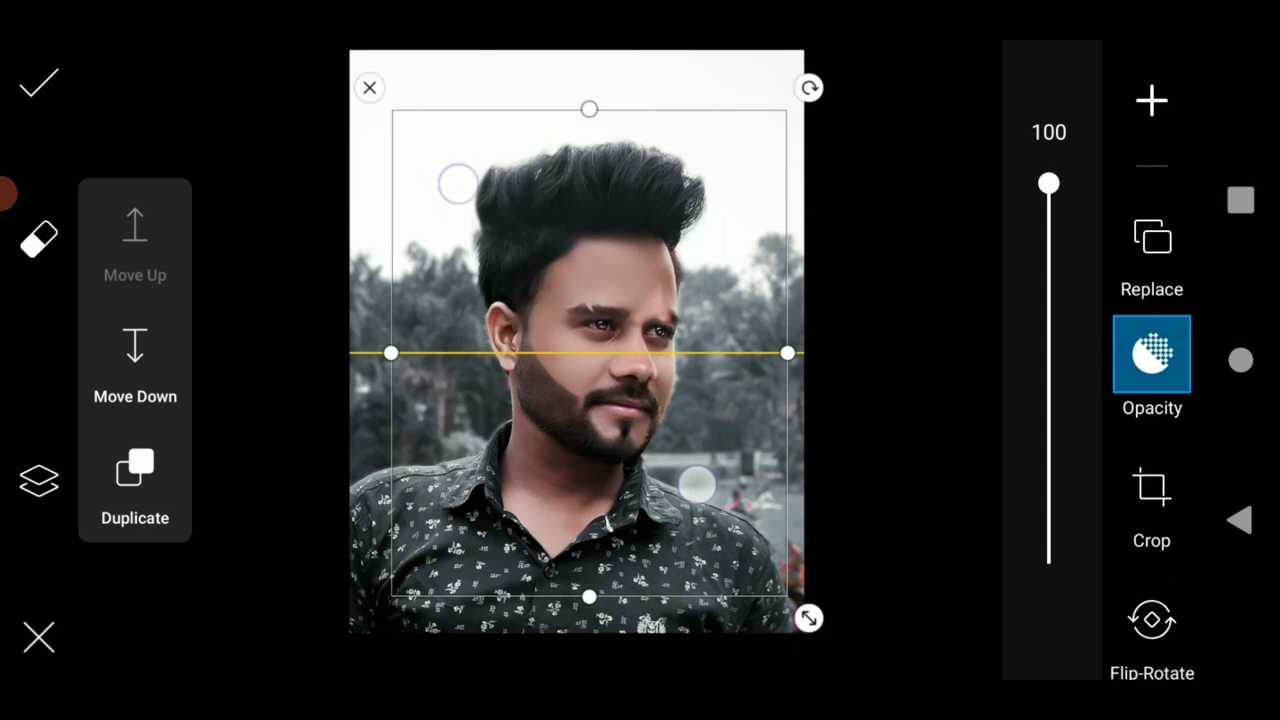 Move Up
Move Down
Duplicate
100
Replace
Opacity
Crop
Flip-Rotate